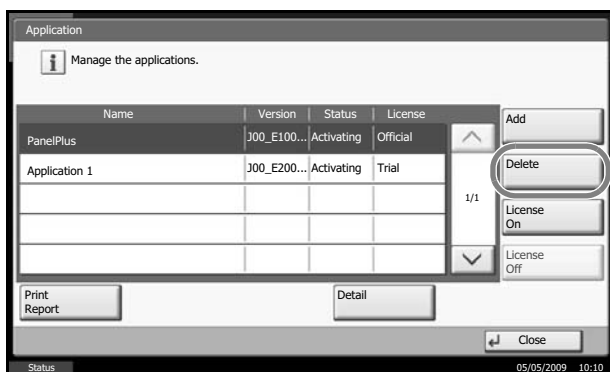 Application
Manage the applications.
Name Version Status License
PanelPlus J00_E100... Activating Official
Application 1 J00_E200... Activating Trial
1/1
Add
Delete
License
On
License
Off
Print
Report
Detail
Close
Status 05/05/2009 10:10